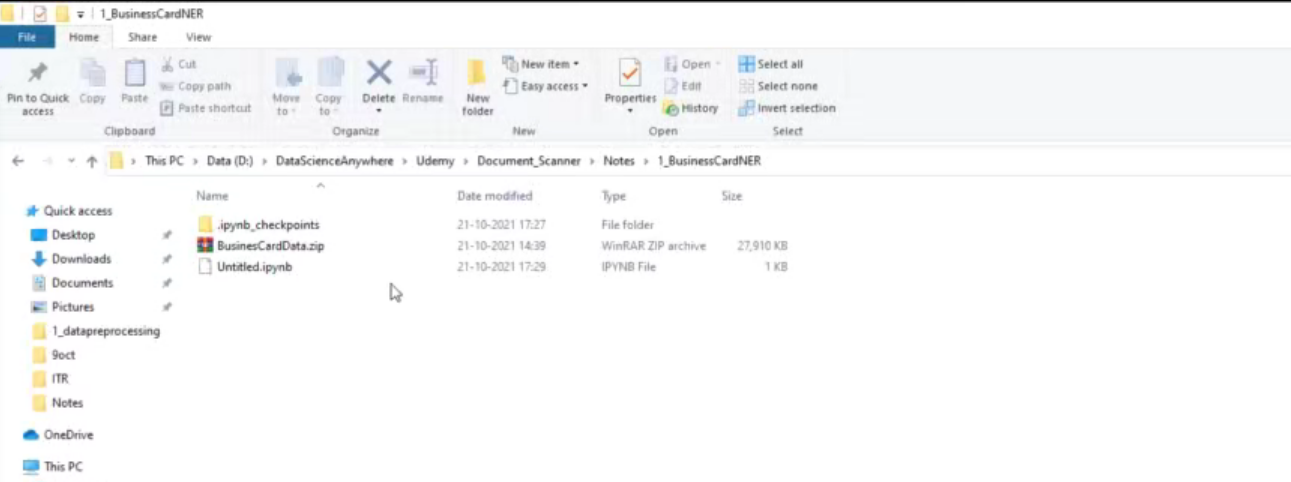 1_BusinessCardNER
File Home Share View
Pin to Quick access
Copy
Paste
Cut
Copy path
Paste shortcut
Clipboard
Move to
Copy to
Delete
Rename
Organize
New folder
New item
Easy access
New
Properties
Open
Edit
History
Open
Select all
Select none
Invert selection
Select
This PC > Data (D:) > DataScienceAnywhere > Udemy > Document_Scanner > Notes > 1_BusinessCardNER
Name Date modified Type Size
.ipynb_checkpoints 21-10-2021 17:27 File folder
BusinesCardData.zip 21-10-2021 14:39 WinRAR ZIP archive 27,910 KB
Untitled.ipynb 21-10-2021 17:29 IPYNB File 1 KB
Quick access
Desktop
Downloads
Documents
Pictures
1_datapreprocessing
9oct
ITR
Notes
OneDrive
This PC